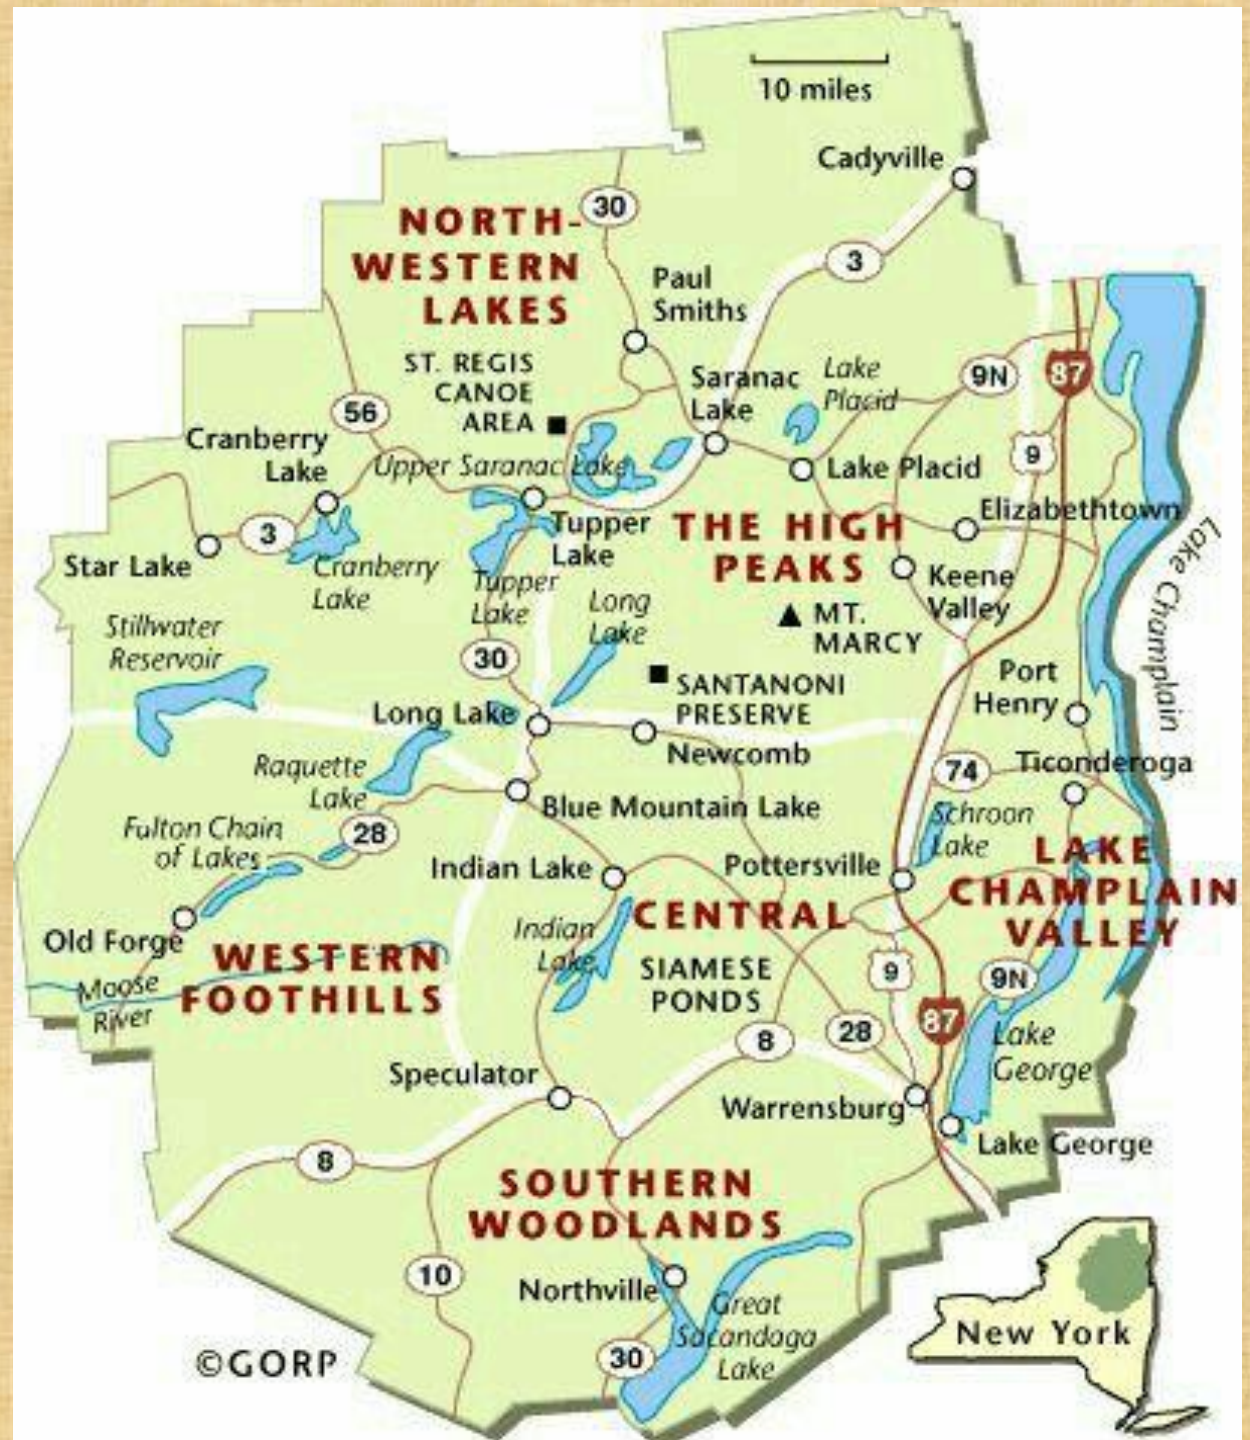 10 miles
Cadyville
30
NORTH-
WESTERN
LAKES
3
Paul
Smiths
ST. REGIS
CANOE
AREA
Saranac
Lake
Lake
Placid
9N
87
56
Cranberry
Lake
Upper Saranac Lake
9
Lake Placid
Elizabethtown
3
Star Lake
Tupper
Lake
THE HIGH
PEAKS
Cranberry
Lake
Tupper
Lake
Keene
Valley
Lake Champlain
Stillwater
Reservoir
Long
Lake
MT.
MARCY
30
SANTANONI
PRESERVE
Port
Henry
Long Lake
Newcomb
Raquette
Lake
74
Ticonderoga
Blue Mountain Lake
Fulton Chain
of Lakes
28
Schroon
Lake
Indian Lake
Pottersville
LAKE
CHAMPLAIN
VALLEY
Old Forge
WESTERN
FOOTHILLS
Indian
Lake
CENTRAL
SIAMESE
PONDS
9
9N
Moose
River
8
28
87
Lake
George
Speculator
Warrensburg
Lake George
8
SOUTHERN
WOODLANDS
10
Northville
Great
Sacandaga
Lake
30
New York
©GORP